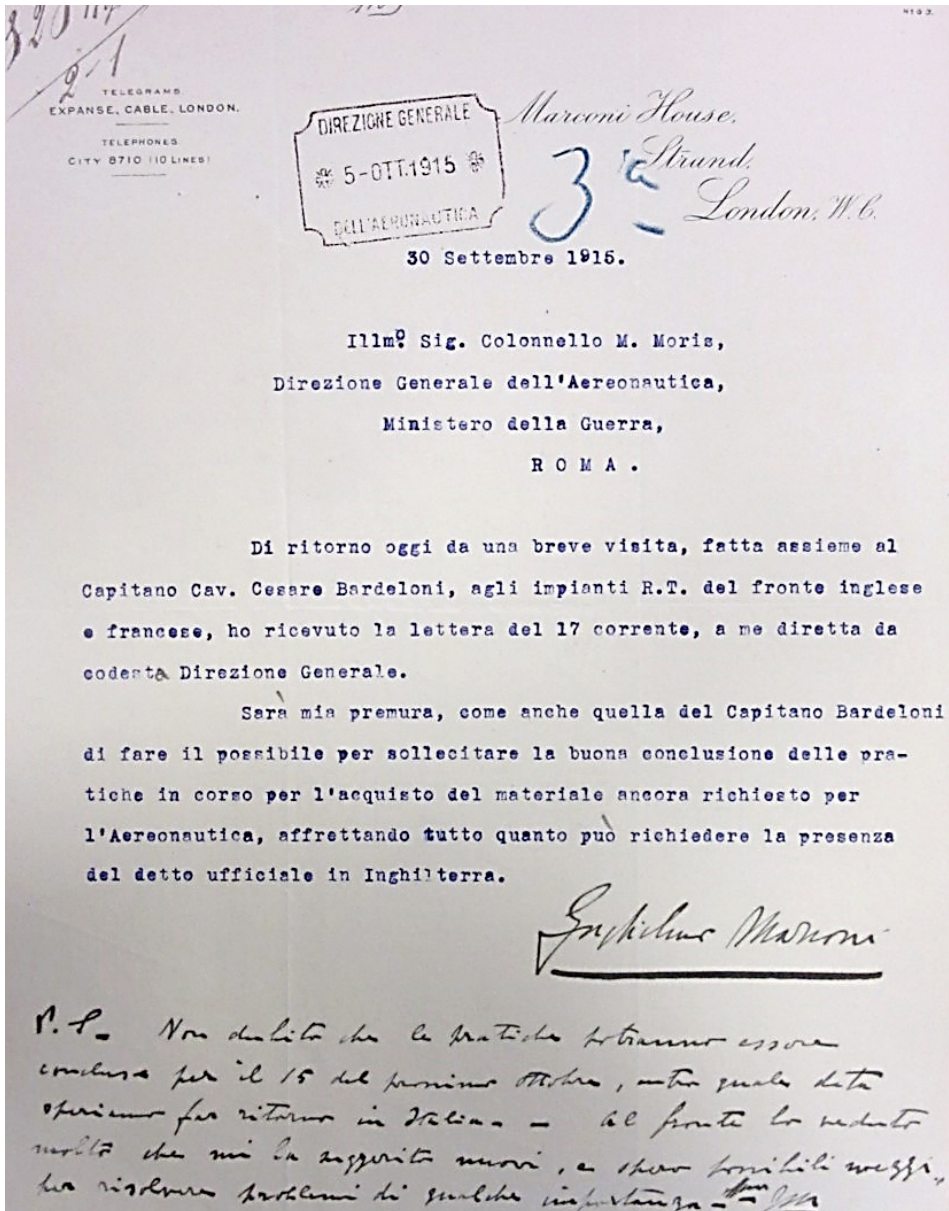 2-1
TELEGRAMS.
EXPANSE, CABLE, LONDON.
TELEPHONES
CITY 8710 (10 LINES)
DIREZIONE GENERALE
5-OTT.1915
DELL'AERONAUTICA
3a
Marconi House,
Strand,
London, W.C.
30 Settembre 1915.
Illmº. Sig. Colonnello M. Moris,
Direzione Generale dell'Aereonautica,
Ministero della Guerra,
R O M A .
Di ritorno oggi da una breve visita, fatta assieme al
Capitano Cav. Cesare Bardeloni, agli impianti R.T. del fronte inglese
e francese, ho ricevuto la lettera del 17 corrente, a me diretta da
codesta Direzione Generale.
Sarà mia premura, come anche quella del Capitano Bardeloni
di fare il possibile per sollecitare la buona conclusione delle pra-
tiche in corso per l'acquisto del materiale ancora richiesto per
l'Aereonautica, affrettando tutto quanto può richiedere la presenza
del detto ufficiale in Inghilterra.
Guglielmo Marconi
P.S. Non dubito che le pratiche potranno essere
concluse per il 15 del prossimo Ottobre, entro quale data
speriamo far ritorno in Italia - Al fronte ho veduto
molto che mi ha suggerito nuovi, e spero possibili mezzi,
per risolvere problemi di qualche importanza -